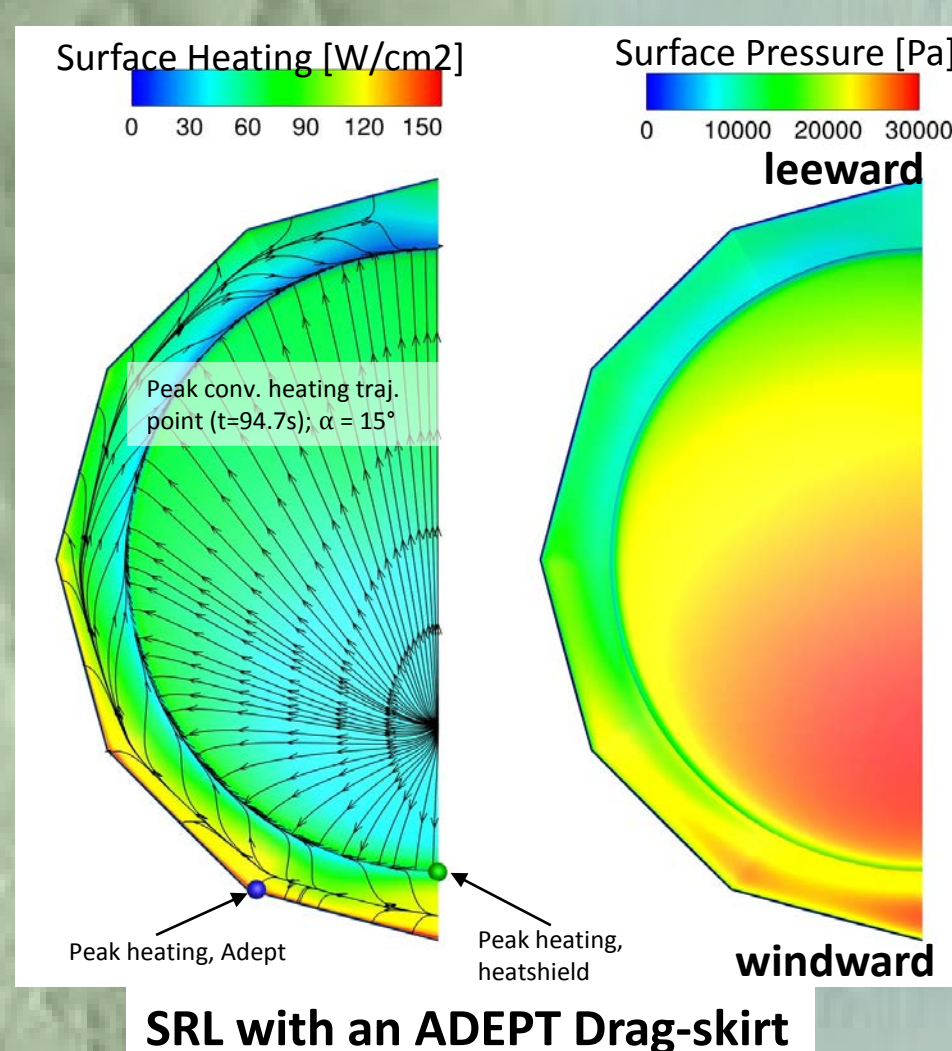 Surface Heating [W/cm2]
0 30 60 90 120 150
Surface Pressure [Pa]
0 10000 20000 30000
leeward
Peak conv. heating traj.
point (t=94.7s); α = 15°
Peak heating, Adept
Peak heating,
heatshield
windward
SRL with an ADEPT Drag-skirt